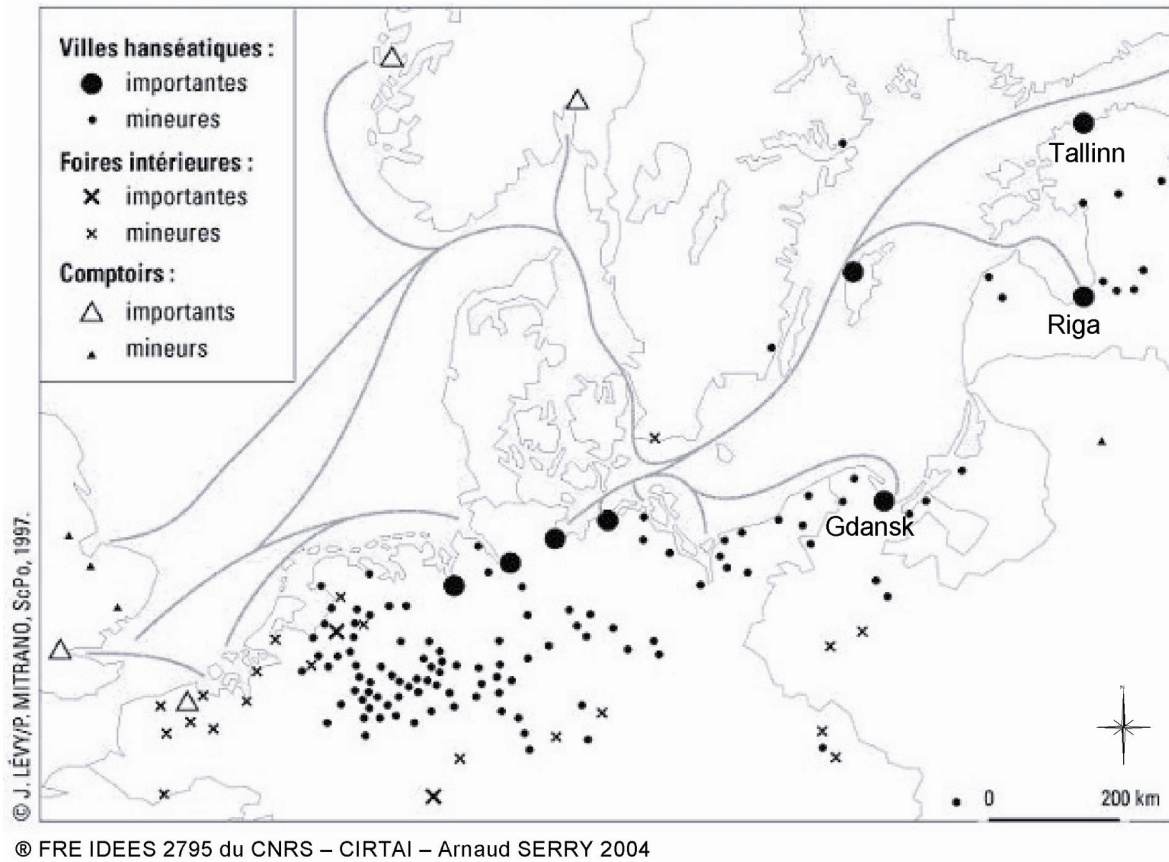 Villes hanséatiques :
importantes
mineures
Foires intérieures :
importantes
mineures
Comptoirs :
importants
mineurs
Tallinn
Riga
Gdansk
0 200 km
© J. LÉVY/P. MITRANO, ScPo, 1997.
® FRE IDEES 2795 du CNRS – CIRTAI – Arnaud SERRY 2004